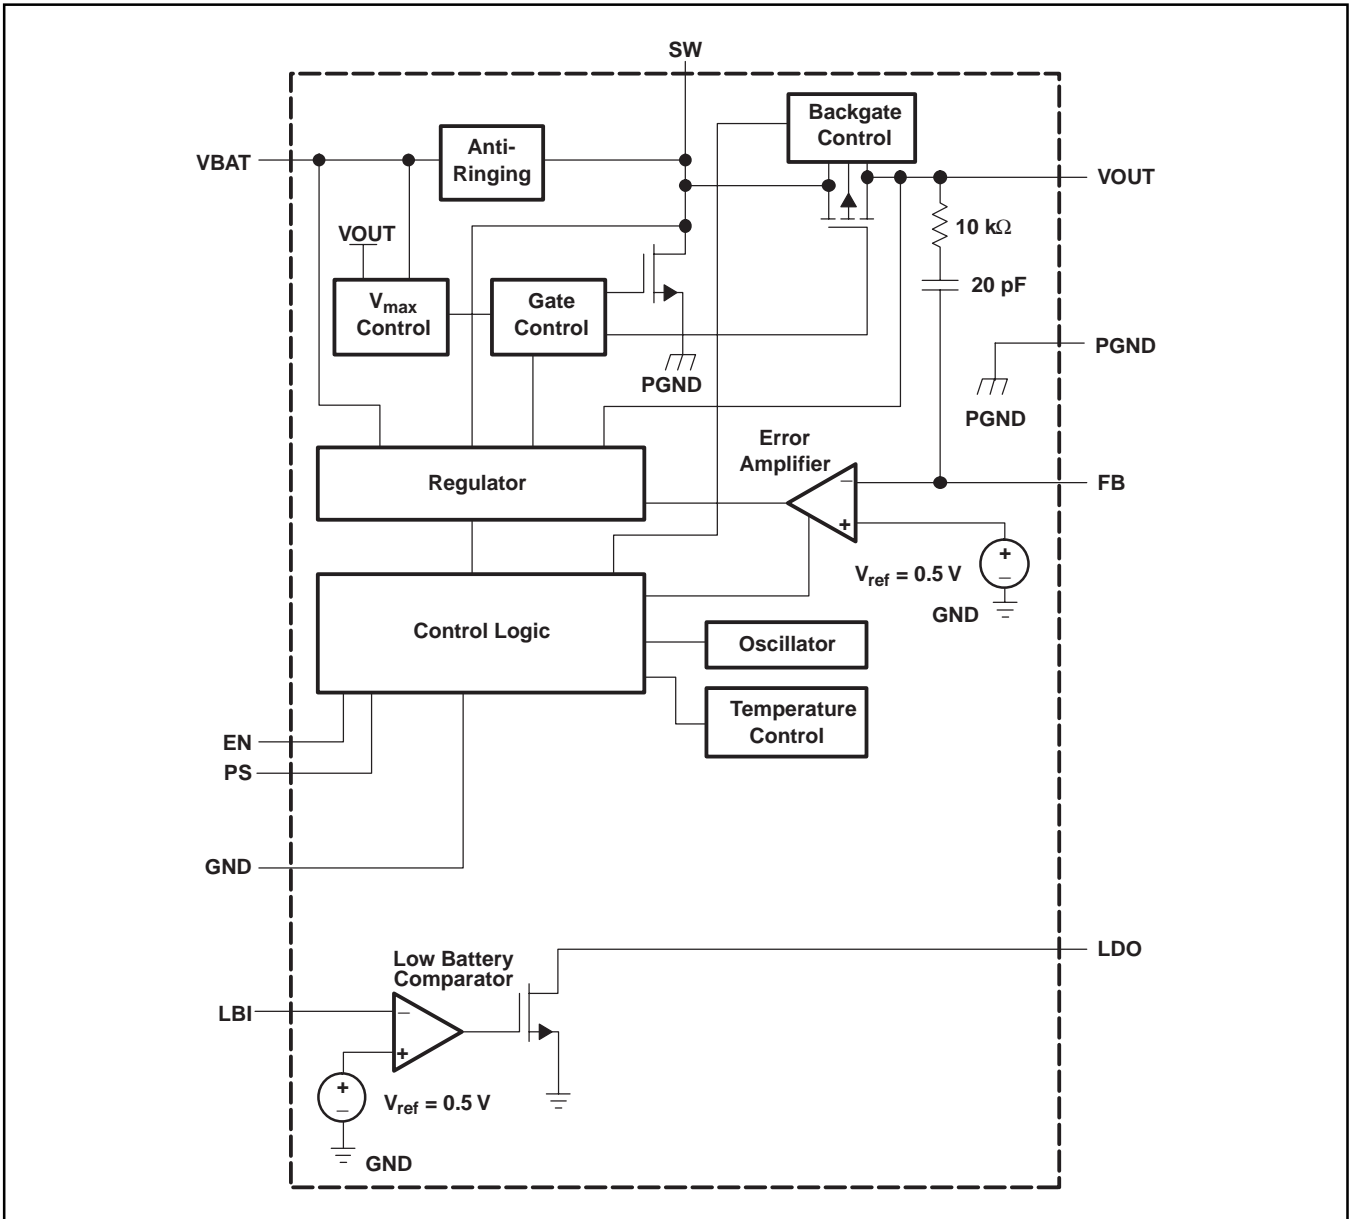 SW
Backgate
Control
Anti-
Ringing
VBAT
VOUT
VOUT
10 kΩ
20 pF
Vmax
Control
Gate
Control
PGND
PGND
PGND
Error
Amplifier
Regulator
−
FB
+
+
−
Vref = 0.5 V
GND
Control Logic
Oscillator
Temperature
Control
EN
PS
GND
Low Battery
Comparator
LDO
LBI
−
+
+
−
Vref = 0.5 V
GND